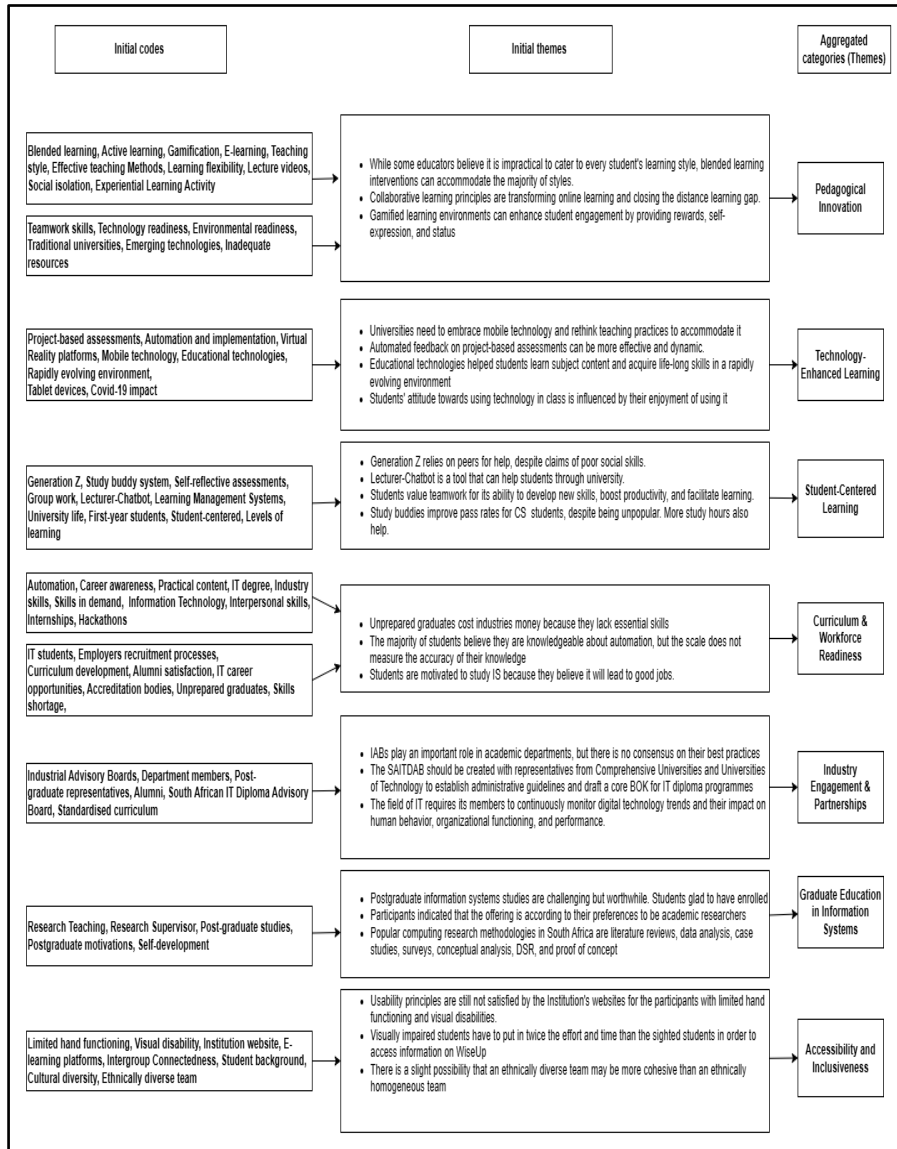 Initial codes
Initial themes
Aggregated
categories (Themes)
Blended learning, Active learning, Gamification, E-learning, Teaching
style, Effective teaching Methods, Learning flexibility, Lecture videos,
Social isolation, Experiential Learning Activity
Teamwork skills, Technology readiness, Environmental readiness,
Traditional universities, Emerging technologies, Inadequate
resources
• While some educators believe it is impractical to cater to every student's learning style, blended learning
interventions can accommodate the majority of styles.
• Collaborative learning principles are transforming online learning and closing the distance learning gap.
• Gamified learning environments can enhance student engagement by providing rewards, self-
expression, and status
Pedagogical
Innovation
Project-based assessments, Automation and implementation, Virtual
Reality platforms, Mobile technology, Educational technologies,
Rapidly evolving environment,
Tablet devices, Covid-19 impact
• Universities need to embrace mobile technology and rethink teaching practices to accommodate it
• Automated feedback on project-based assessments can be more effective and dynamic.
• Educational technologies helped students learn subject content and acquire life-long skills in a rapidly
evolving environment
• Students' attitude towards using technology in class is influenced by their enjoyment of using it
Technology-
Enhanced Learning
Generation Z, Study buddy system, Self-reflective assessments,
Group work, Lecturer-Chatbot, Learning Management Systems,
University life, First-year students, Student-centered, Levels of
learning
• Generation Z relies on peers for help, despite claims of poor social skills.
• Lecturer-Chatbot is a tool that can help students through university.
• Students value teamwork for its ability to develop new skills, boost productivity, and facilitate learning.
• Study buddies improve pass rates for CS students, despite being unpopular. More study hours also
help.
Student-Centered
Learning
Automation, Career awareness, Practical content, IT degree, Industry
skills, Skills in demand, Information Technology, Interpersonal skills,
Internships, Hackathons
IT students, Employers recruitment processes,
Curriculum development, Alumni satisfaction, IT career
opportunities, Accreditation bodies, Unprepared graduates, Skills
shortage,
• Unprepared graduates cost industries money because they lack essential skills
• The majority of students believe they are knowledgeable about automation, but the scale does not
measure the accuracy of their knowledge
• Students are motivated to study IS because they believe it will lead to good jobs.
Curriculum &
Workforce
Readiness
Industrial Advisory Boards, Department members, Post-
graduate representatives, Alumni, South African IT Diploma Advisory
Board, Standardised curriculum
• IABs play an important role in academic departments, but there is no consensus on their best practices
• The SAITDAB should be created with representatives from Comprehensive Universities and Universities
of Technology to establish administrative guidelines and draft a core BOK for IT diploma programmes
• The field of IT requires its members to continuously monitor digital technology trends and their impact on
human behavior, organizational functioning, and performance.
Industry
Engagement &
Partnerships
Research Teaching, Research Supervisor, Post-graduate studies,
Postgraduate motivations, Self-development
• Postgraduate information systems studies are challenging but worthwhile. Students glad to have enrolled
• Participants indicated that the offering is according to their preferences to be academic researchers
• Popular computing research methodologies in South Africa are literature reviews, data analysis, case
studies, surveys, conceptual analysis, DSR, and proof of concept
Graduate Education
in Information
Systems
Limited hand functioning, Visual disability, Institution website, E-
learning platforms, Intergroup Connectedness, Student background,
Cultural diversity, Ethnically diverse team
• Usability principles are still not satisfied by the Institution's websites for the participants with limited hand
functioning and visual disabilities.
• Visually impaired students have to put in twice the effort and time than the sighted students in order to
access information on WiseUp
• There is a slight possibility that an ethnically diverse team may be more cohesive than an ethnically
homogeneous team
Accessibility and
Inclusiveness